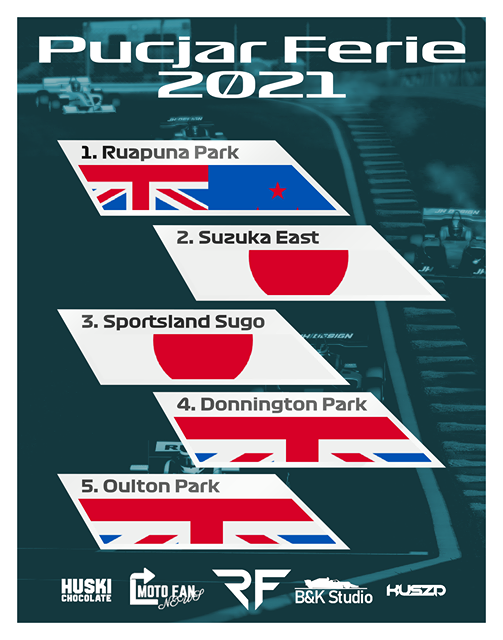 Pucjar Ferie
2021
1. Ruapuna Park
2. Suzuka East
3. Sportsland Sugo
4. Donnington Park
5. Oulton Park
HUSKI
CHOCOLATE
MOTO FAN
NEWS
RF
B&K Studio
KUSZD